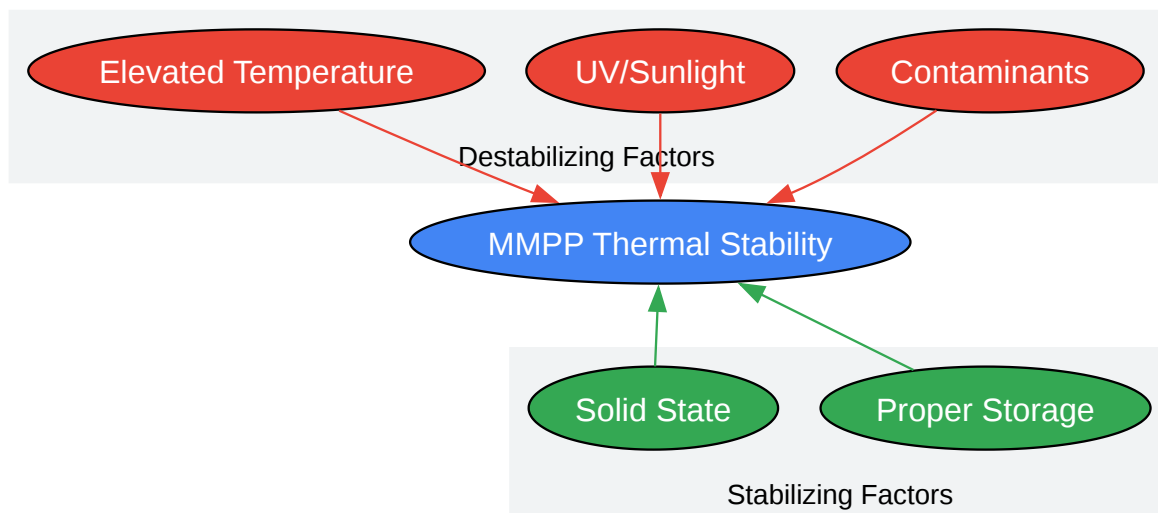 Elevated Temperature
UV/Sunlight
Contaminants
Destabilizing Factors
MMPP Thermal Stability
Solid State
Proper Storage
Stabilizing Factors